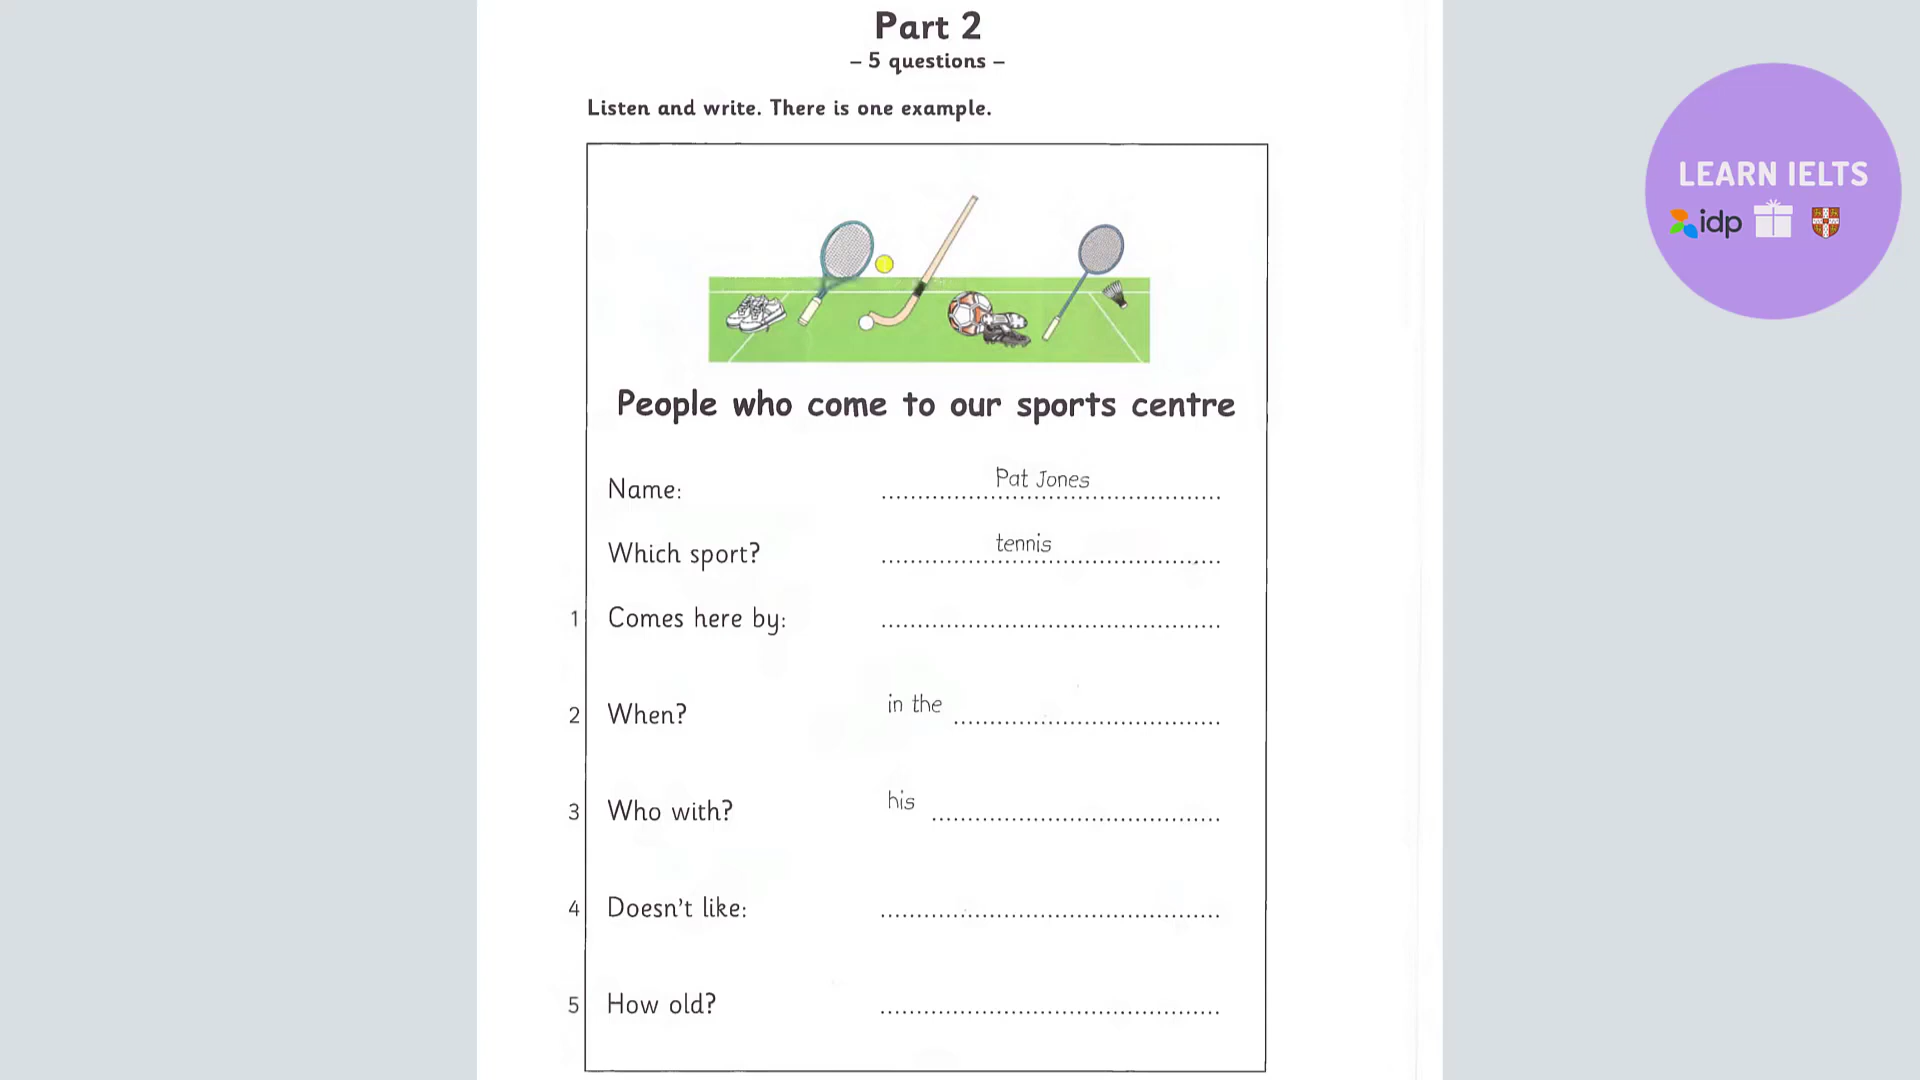 Part 2
– 5 questions –
Listen and write. There is one example.
LEARN IELTS
idp
People who come to our sports centre
Name: Pat Jones
Which sport? tennis
1 Comes here by:
2 When? in the
3 Who with? his
4 Doesn't like:
5 How old?